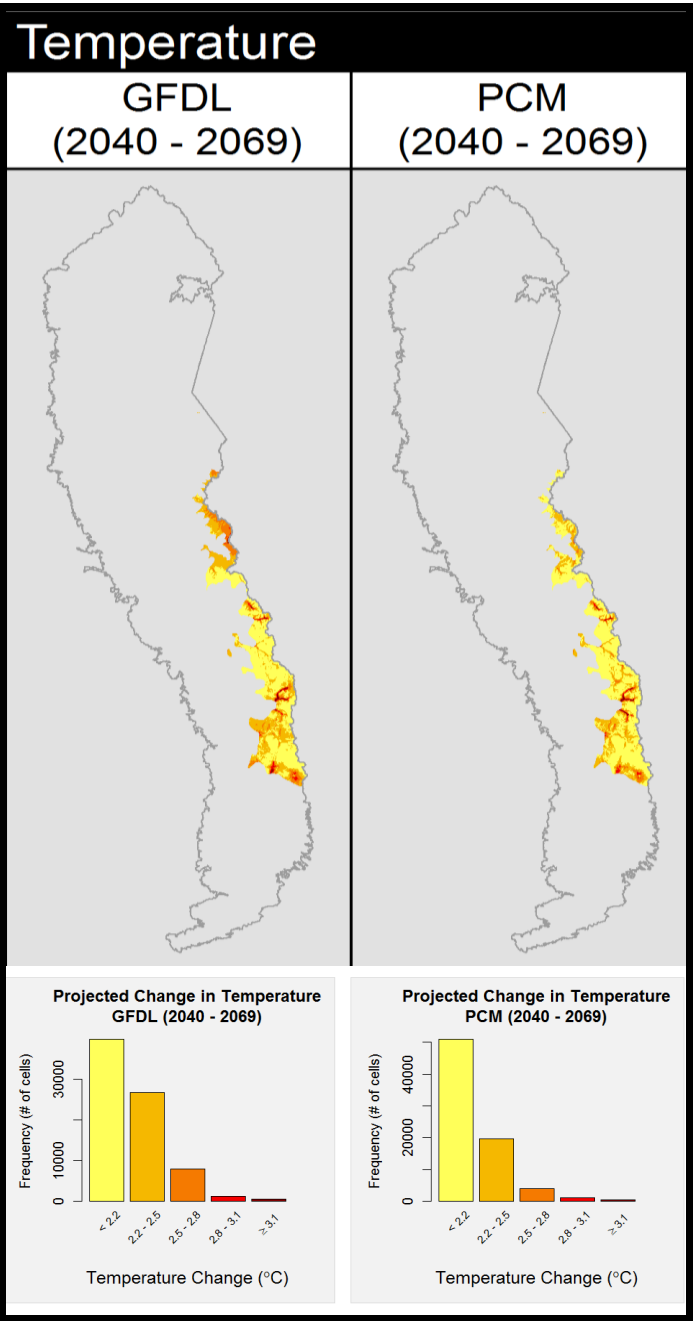 Temperature
GFDL
(2040 - 2069)
PCM
(2040 - 2069)
Projected Change in Temperature
GFDL (2040 - 2069)
Frequency (# of cells)
30000
10000
0
< 2.2
2.2 - 2.5
2.5 - 2.8
2.8 - 3.1
≥ 3.1
Temperature Change (°C)
Projected Change in Temperature
PCM (2040 - 2069)
Frequency (# of cells)
40000
20000
0
< 2.2
2.2 - 2.5
2.5 - 2.8
2.8 - 3.1
≥ 3.1
Temperature Change (°C)